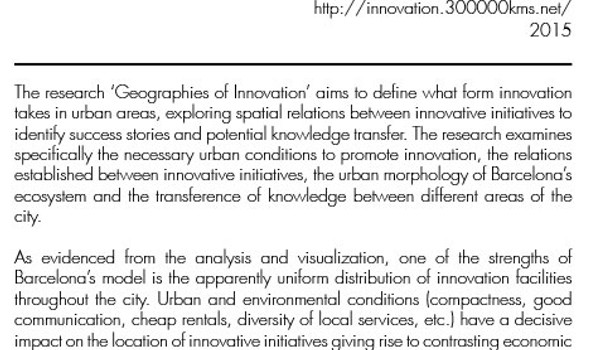 http://innovation.300000kms.net/
2015
The research ‘Geographies of Innovation’ aims to define what form innovation
takes in urban areas, exploring spatial relations between innovative initiatives to
identify success stories and potential knowledge transfer. The research examines
specifically the necessary urban conditions to promote innovation, the relations
established between innovative initiatives, the urban morphology of Barcelona’s
ecosystem and the transference of knowledge between different areas of the
city.
As evidenced from the analysis and visualization, one of the strengths of
Barcelona’s model is the apparently uniform distribution of innovation facilities
throughout the city. Urban and environmental conditions (compactness, good
communication, cheap rentals, diversity of local services, etc.) have a decisive
impact on the location of innovative initiatives giving rise to contrasting economic